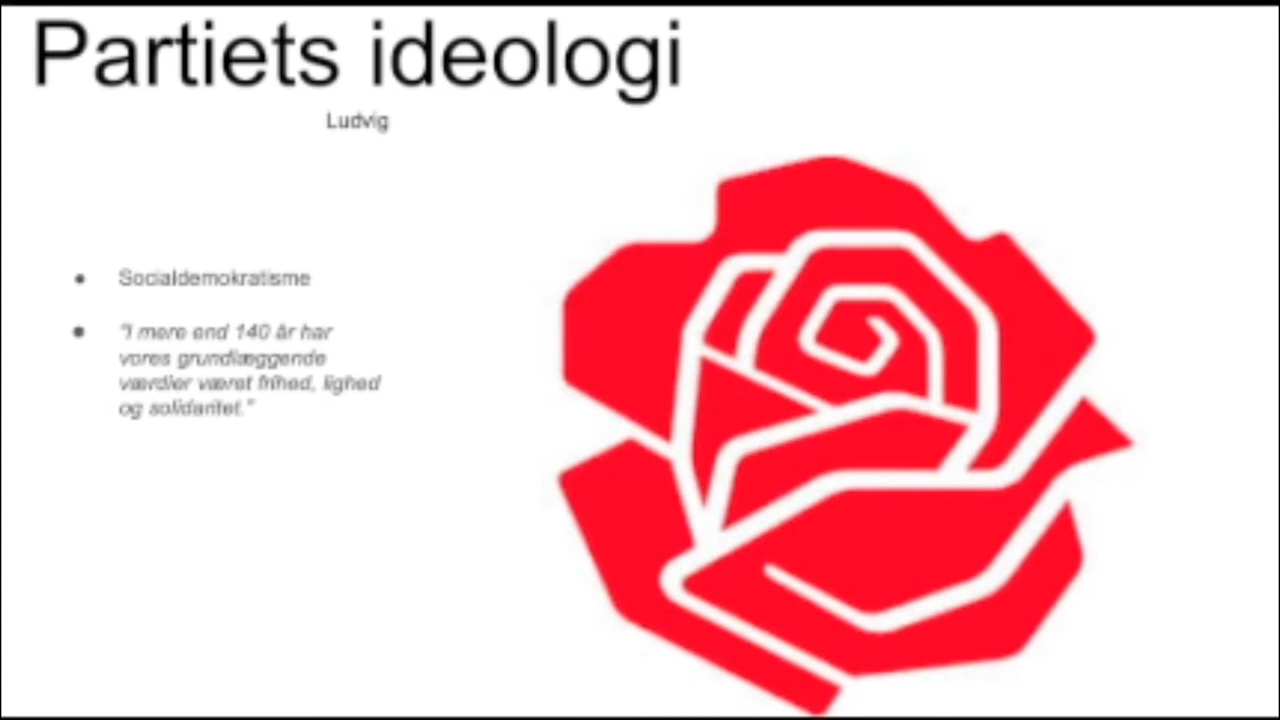 Partiets ideologi
Ludvig
● Socialdemokratisme
● "I mere end 140 år har
vores grundlæggende
værdier været frihed, lighed
og solidaritet."